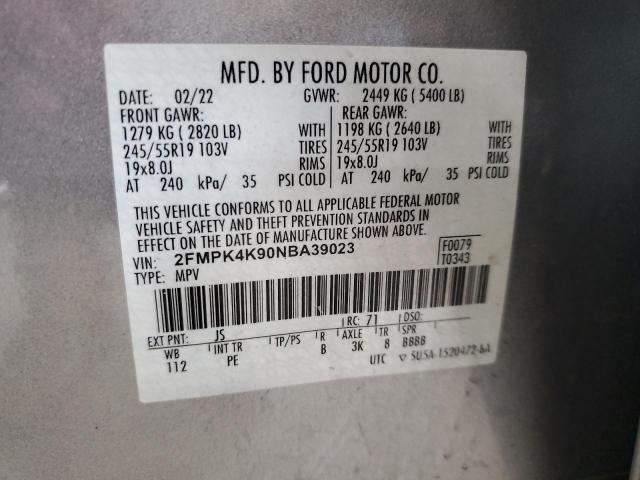 MFD. BY FORD MOTOR CO.
DATE: 02/22 GVWR: 2449 KG (5400 LB)
FRONT GAWR: REAR GAWR:
1279 KG (2820 LB) WITH 1198 KG (2640 LB) WITH
245/55R19 103V TIRES 245/55R19 103V TIRES
19x8.0J RIMS 19x8.0J RIMS
AT 240 kPa/ 35 PSI COLD AT 240 kPa/ 35 PSI COLD
THIS VEHICLE CONFORMS TO ALL APPLICABLE FEDERAL MOTOR
VEHICLE SAFETY AND THEFT PREVENTION STANDARDS IN
EFFECT ON THE DATE OF MANUFACTURE SHOWN ABOVE.
VIN: 2FMPK4K90NBA39023 F0079
TYPE: MPV T0343
EXT PNT: JS RC: 71 DSO:
WB INT TR TP/PS R AXLE TR SPR
112 PE B 3K 8 BBBB
UTC ▽ SU5A-1520472-BA